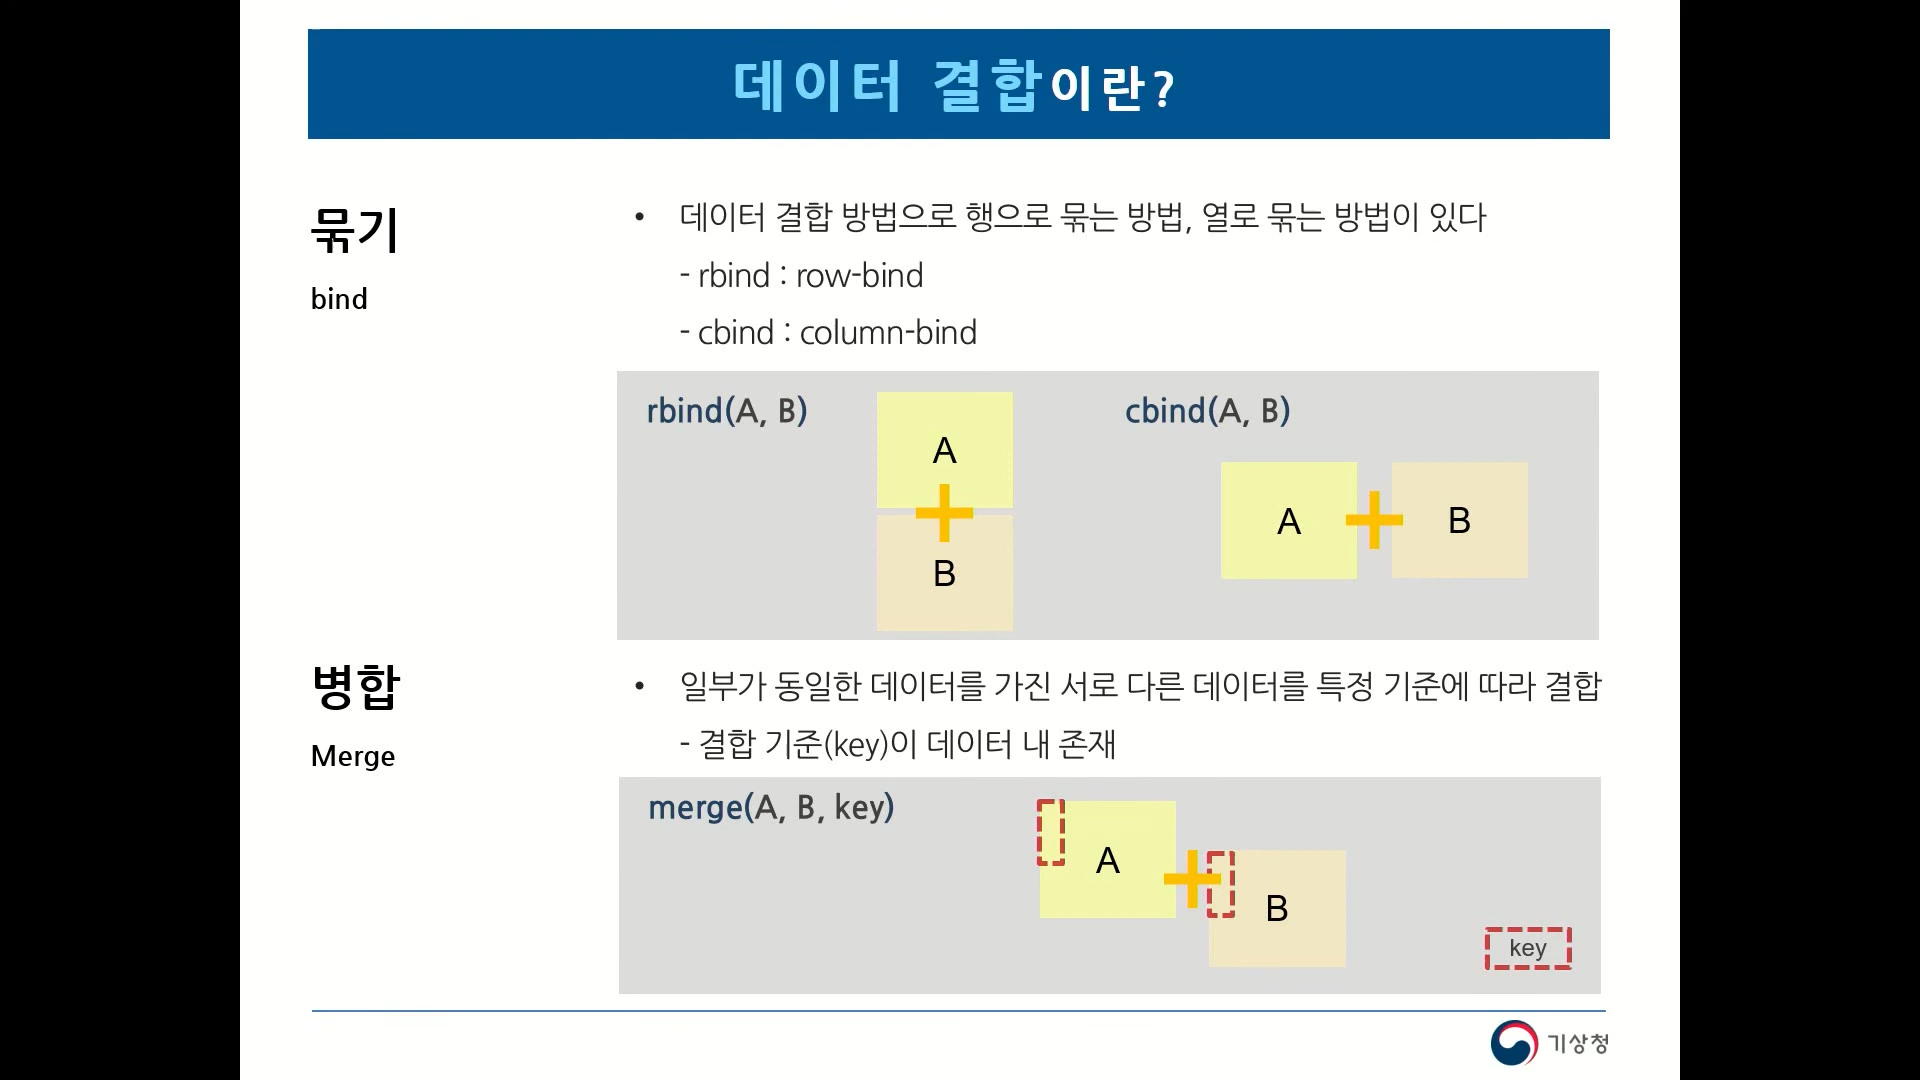 데이터 결합이란?
묶기
bind
• 데이터 결합 방법으로 행으로 묶는 방법, 열로 묶는 방법이 있다
- rbind : row-bind
- cbind : column-bind
rbind(A, B)
A
B
cbind(A, B)
A
B
병합
Merge
• 일부가 동일한 데이터를 가진 서로 다른 데이터를 특정 기준에 따라 결합
- 결합 기준(key)이 데이터 내 존재
merge(A, B, key)
A
B
key
기상청